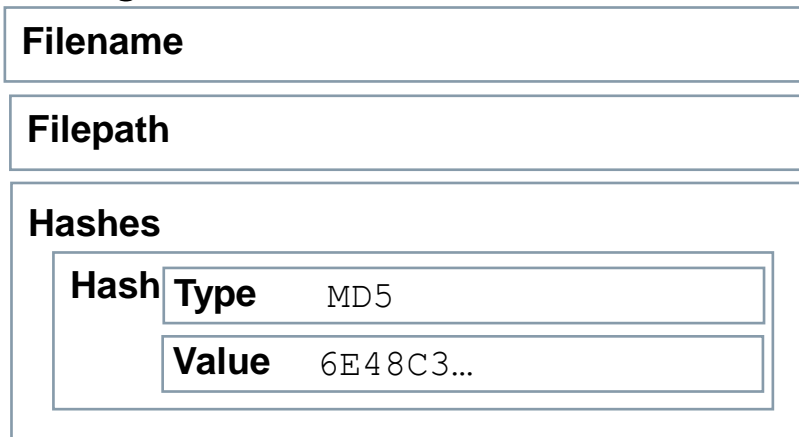 Filename
Filepath
Hashes
Hash Type MD5
Value 6E48C3…